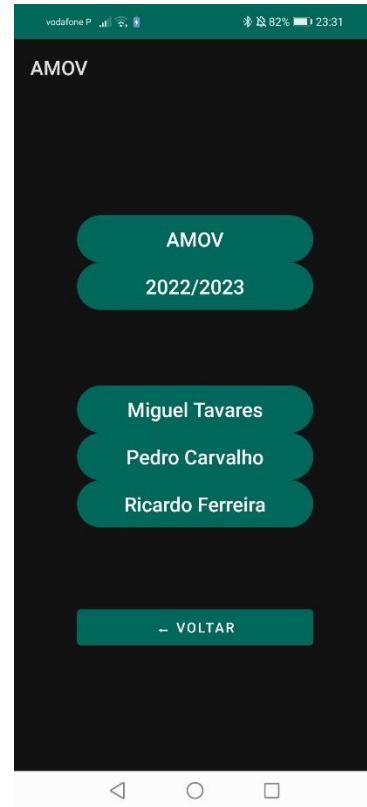 vodafone P 82% 23:31
AMOV
AMOV
2022/2023
Miguel Tavares
Pedro Carvalho
Ricardo Ferreira
← VOLTAR